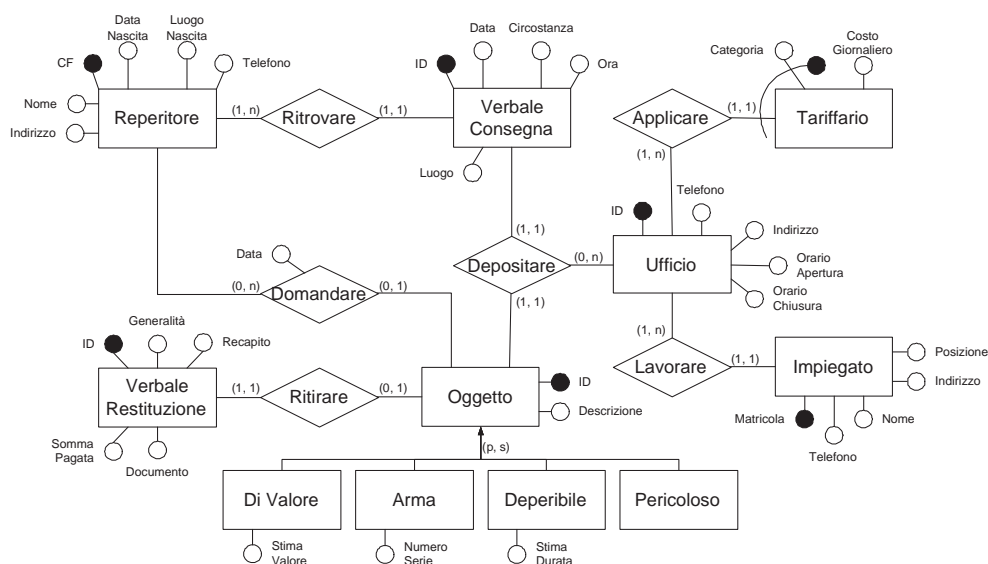 Data
Nascita
Luogo
Nascita
CF
Telefono
Nome
Indirizzo
Reperitore
(1, n)
Ritrovare
(1, 1)
Data
Circostanza
ID
Ora
Verbale
Consegna
Luogo
Applicare
(1, 1)
(1, n)
Categoria
Costo
Giornaliero
Tariffario
Telefono
ID
Indirizzo
Orario
Apertura
Orario
Chiusura
Ufficio
(1, 1)
Depositare
(0, n)
(1, 1)
Data
(0, n)
Domandare
(0, 1)
(1, n)
Lavorare
(1, 1)
Impiegato
Posizione
Indirizzo
Matricola
Nome
Telefono
Generalità
ID
Recapito
Verbale
Restituzione
Somma
Pagata
Documento
(1, 1)
Ritirare
(0, 1)
Oggetto
ID
Descrizione
(p, s)
Di Valore
Arma
Deperibile
Pericoloso
Stima
Valore
Numero
Serie
Stima
Durata